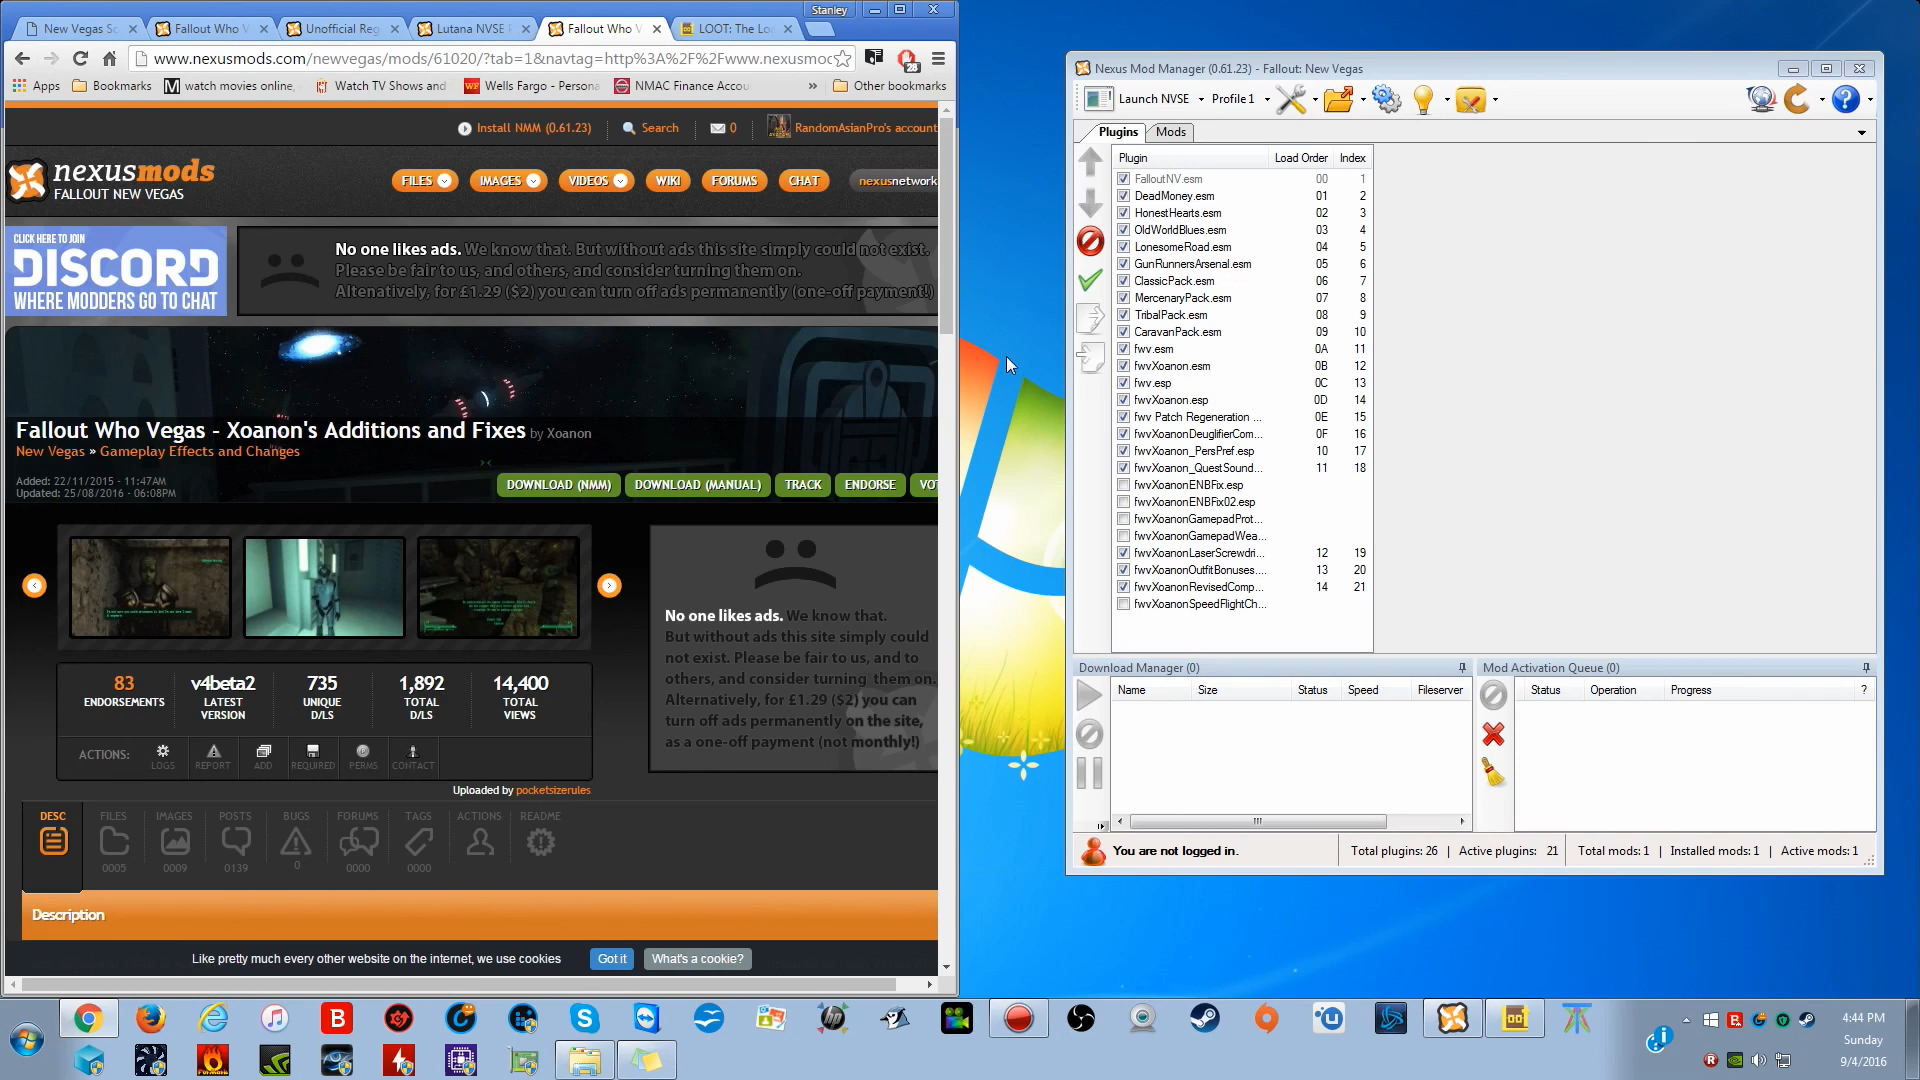 Stanley
New Vegas Sc
Fallout Who V
Unofficial Reg
Lutana NVSE P
Fallout Who V
LOOT: The Loa
www.nexusmods.com/newvegas/mods/61020/?tab=1&navtag=http%3A%2F%2Fwww.nexusmoc
28
Apps
Bookmarks
watch movies online,
Watch TV Shows and
Wells Fargo - Persona
NMAC Finance Accou
»
Other bookmarks
Install NMM (0.61.23)
Search
0
RandomAsianPro's account
nexusmods
FALLOUT NEW VEGAS
FILES
IMAGES
VIDEOS
WIKI
FORUMS
CHAT
nexusnetwork
CLICK HERE TO JOIN
DISCORD
WHERE MODDERS GO TO CHAT
No one likes ads. We know that. But without ads this site simply could not exist.
Please be fair to us, and others, and consider turning them on.
Altenatively, for £1.29 ($2) you can turn off ads permanently (one-off payment!)
Fallout Who Vegas - Xoanon's Additions and Fixes by Xoanon
New Vegas » Gameplay Effects and Changes
Added: 22/11/2015 - 11:47AM
Updated: 25/08/2016 - 06:08PM
DOWNLOAD (NMM)
DOWNLOAD (MANUAL)
TRACK
ENDORSE
VOT
No one likes ads. We know that.
But without ads this site simply could
not exist. Please be fair to us, and to
others, and consider turning them on.
Alternatively, for £1.29 ($2) you can
turn off ads permanently on the site,
as a one-off payment (not monthly!)
83
ENDORSEMENTS
v4beta2
LATEST
VERSION
735
UNIQUE
D/LS
1,892
TOTAL
D/LS
14,400
TOTAL
VIEWS
ACTIONS:
LOGS
REPORT
ADD
REQUIRED
PERMS
CONTACT
Uploaded by pocketsizerules
DESC
FILES
0005
IMAGES
0009
POSTS
0139
BUGS
0
FORUMS
0000
TAGS
0000
ACTIONS
README
Description
Like pretty much every other website on the internet, we use cookies
Got it
What's a cookie?
Nexus Mod Manager (0.61.23) - Fallout: New Vegas
Launch NVSE
Profile 1
Plugins
Mods
Plugin Load Order Index
FalloutNV.esm 00 1
DeadMoney.esm 01 2
HonestHearts.esm 02 3
OldWorldBlues.esm 03 4
LonesomeRoad.esm 04 5
GunRunnersArsenal.esm 05 6
ClassicPack.esm 06 7
MercenaryPack.esm 07 8
TribalPack.esm 08 9
CaravanPack.esm 09 10
fwv.esm 0A 11
fwvXoanon.esm 0B 12
fwv.esp 0C 13
fwvXoanon.esp 0D 14
fwv Patch Regeneration ... 0E 15
fwvXoanonDeuglifierCom... 0F 16
fwvXoanon_PersPref.esp 10 17
fwvXoanon_QuestSound... 11 18
fwvXoanonENBFix.esp
fwvXoanonENBFix02.esp
fwvXoanonGamepadProt...
fwvXoanonGamepadWea...
fwvXoanonLaserScrewdri... 12 19
fwvXoanonOutfitBonuses... 13 20
fwvXoanonRevisedComp... 14 21
fwvXoanonSpeedFlightCh...
Download Manager (0)
Name Size Status Speed Fileserver
Mod Activation Queue (0)
Status Operation Progress ?
You are not logged in.
Total plugins: 26 | Active plugins: 21
Total mods: 1 | Installed mods: 1 | Active mods: 1
4:44 PM
Sunday
9/4/2016